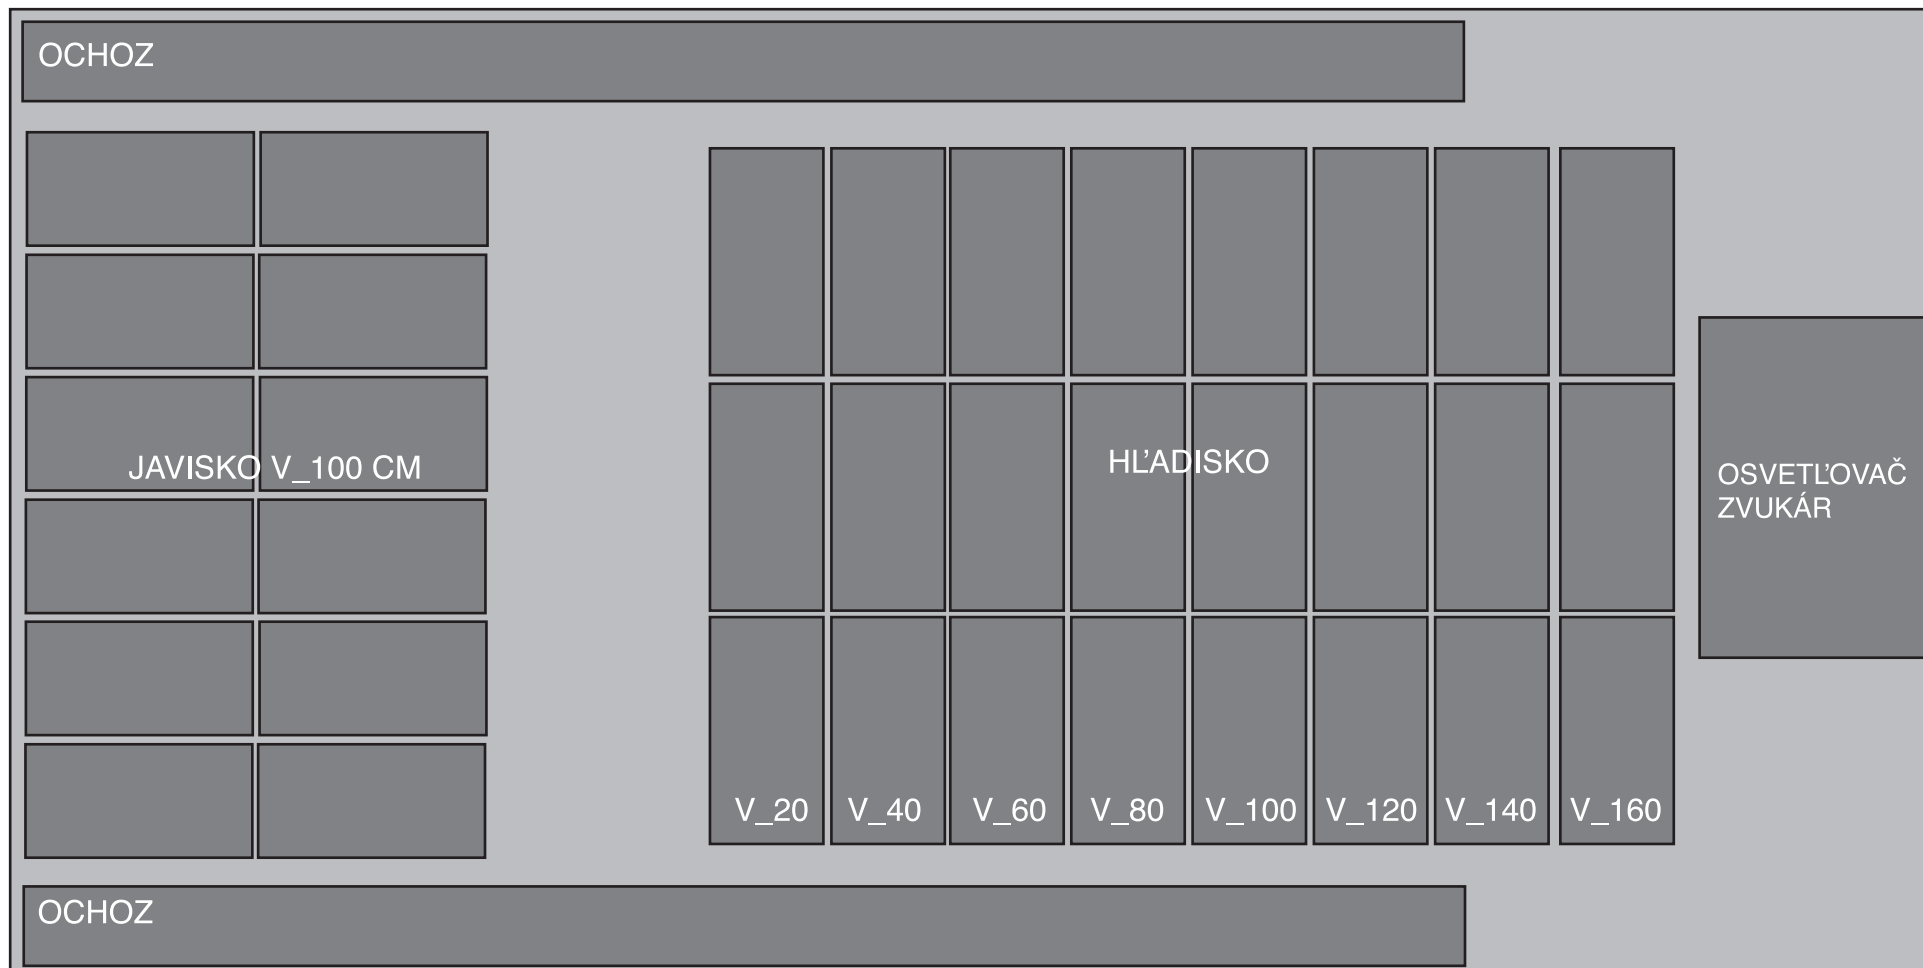 OCHOZ
JAVISKO V_100 CM
HĽADISKO
OSVETĽOVAČ
ZVUKÁR
V_20 V_40 V_60 V_80 V_100 V_120 V_140 V_160
OCHOZ